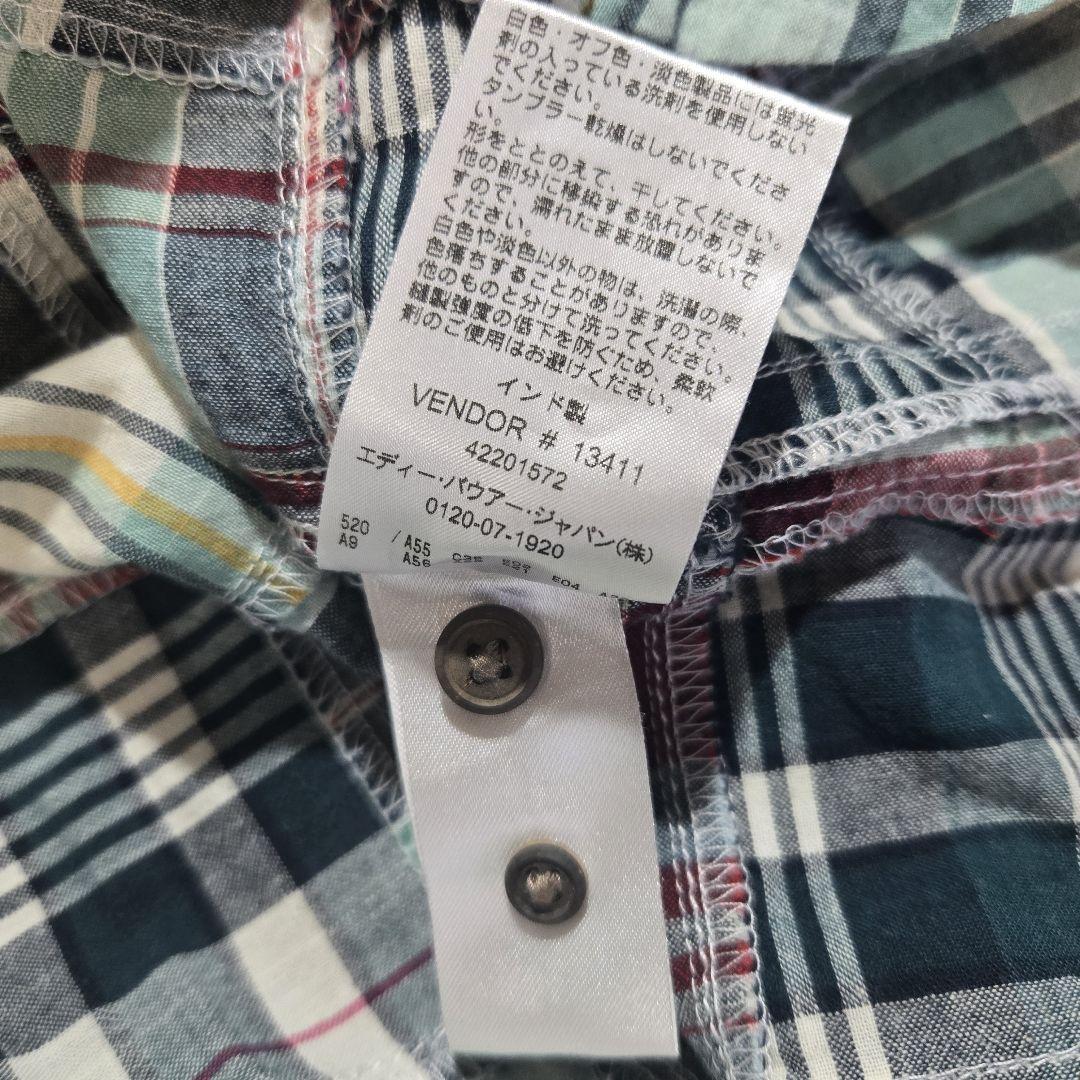 白色・オフ色・淡色製品には蛍光
剤の入っている洗剤を使用しない
でください。
タンブラー乾燥はしないでくださ
い。
形をととのえて、干してください。
他の部分に移染する恐れがありま
すので、濡れたまま放置しないで
ください。
白色や淡色以外の物は、洗濯の際、
色落ちすることがありますので、
他のものと分けて洗ってください。
縫製強度の低下を防ぐため、柔軟
剤のご使用はお避けください。
インド製
VENDOR # 13411
42201572
エディー・バウアー・ジャパン(株)
0120-07-1920
520 / A55
A9 A56 E04